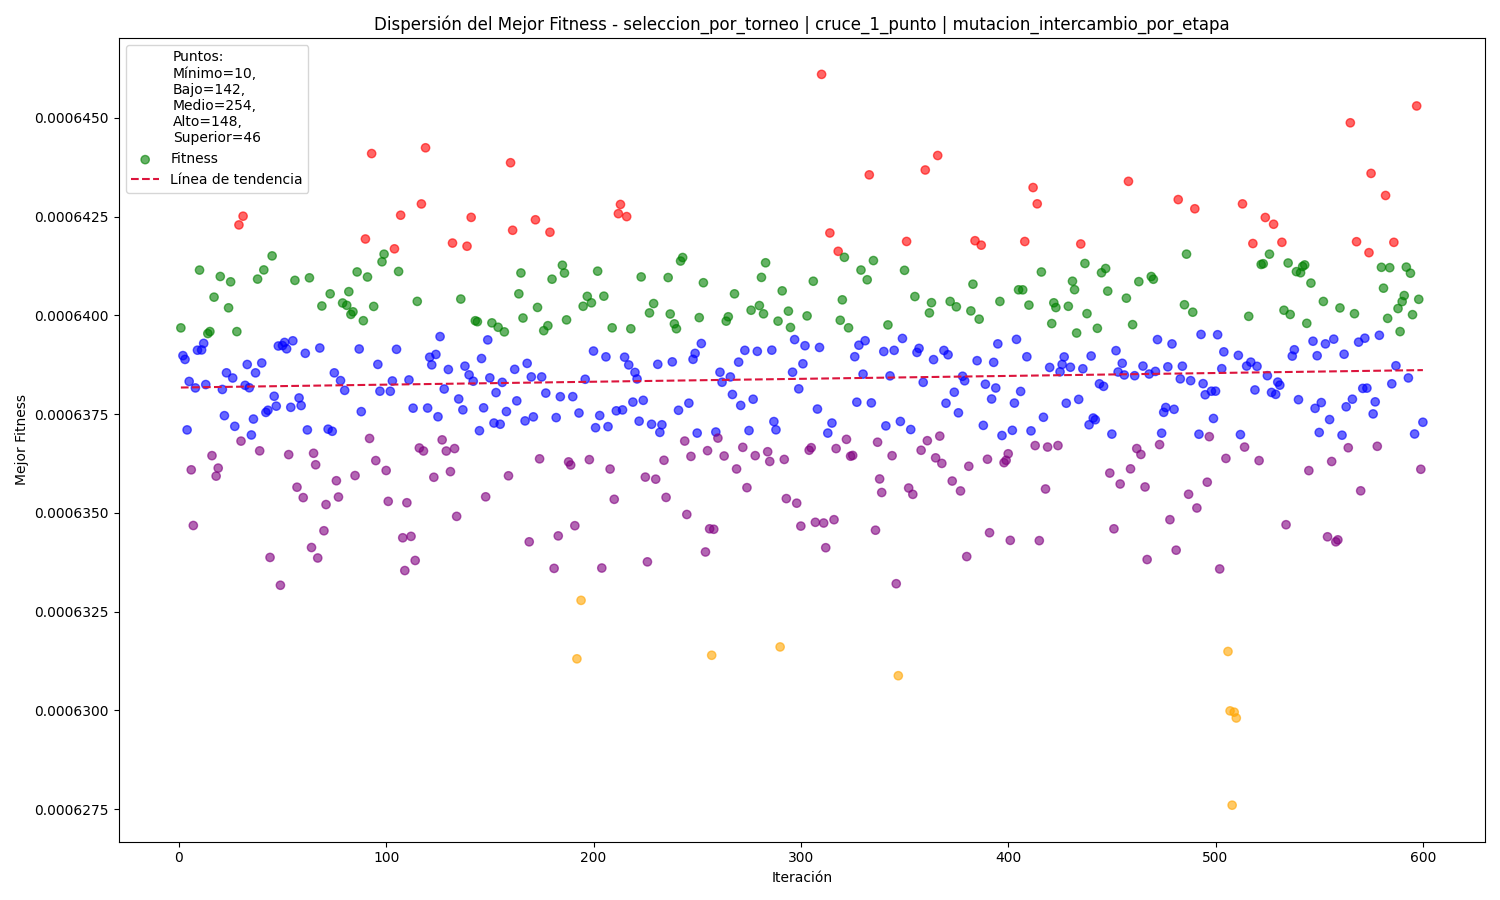 Dispersión del Mejor Fitness - seleccion_por_torneo | cruce_1_punto | mutacion_intercambio_por_etapa
Puntos:
Mínimo=10,
Bajo=142,
Medio=254,
Alto=148,
Superior=46
Fitness
Línea de tendencia
Mejor Fitness
0.0006450
0.0006425
0.0006400
0.0006375
0.0006350
0.0006325
0.0006300
0.0006275
0 100 200 300 400 500 600
Iteración